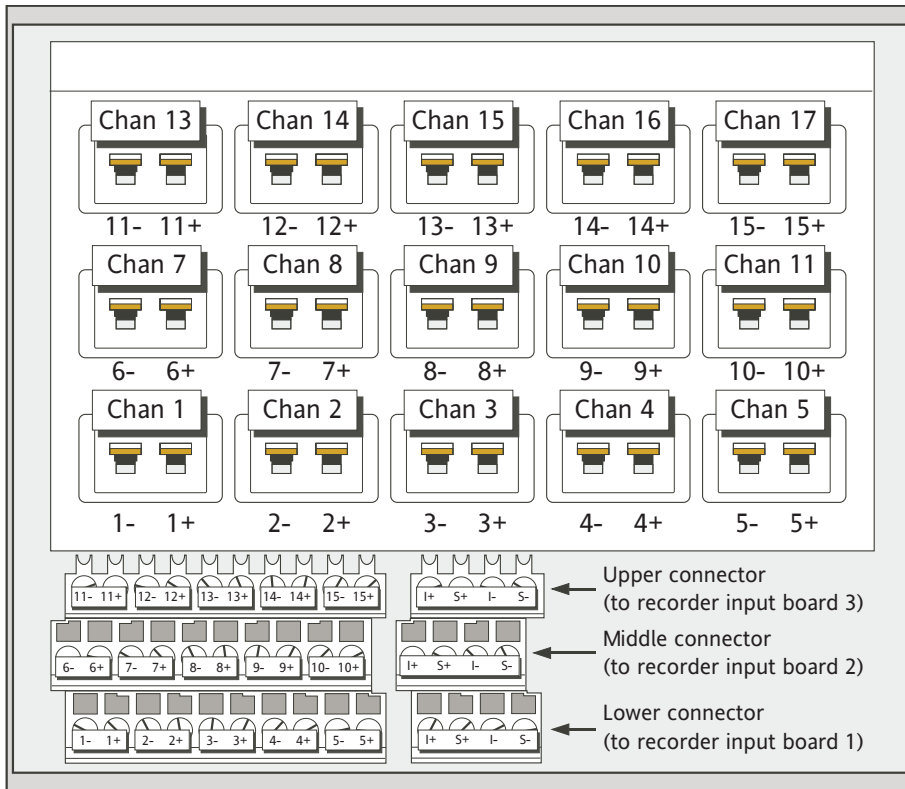 Chan 13 Chan 14 Chan 15 Chan 16 Chan 17
11- 11+ 12- 12+ 13- 13+ 14- 14+ 15- 15+
Chan 7 Chan 8 Chan 9 Chan 10 Chan 11
6- 6+ 7- 7+ 8- 8+ 9- 9+ 10- 10+
Chan 1 Chan 2 Chan 3 Chan 4 Chan 5
1- 1+ 2- 2+ 3- 3+ 4- 4+ 5- 5+
11- 11+ 12- 12+ 13- 13+ 14- 14+ 15- 15+ I+ S+ I- S-
Upper connector
(to recorder input board 3)
6- 6+ 7- 7+ 8- 8+ 9- 9+ 10- 10+ I+ S+ I- S-
Middle connector
(to recorder input board 2)
1- 1+ 2- 2+ 3- 3+ 4- 4+ 5- 5+ I+ S+ I- S-
Lower connector
(to recorder input board 1)